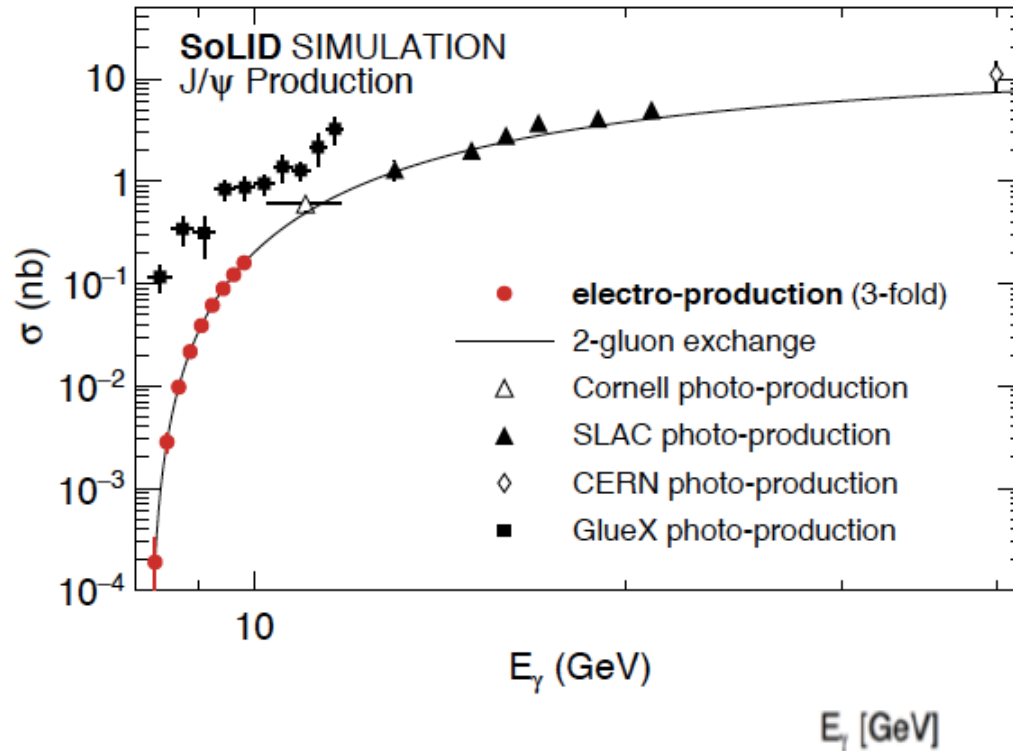 SoLID SIMULATION
J/ψ Production
10
1
10⁻¹
10⁻²
10⁻³
10⁻⁴
σ (nb)
electro-production (3-fold)
2-gluon exchange
Cornell photo-production
SLAC photo-production
CERN photo-production
GlueX photo-production
10
E_γ (GeV)
E_γ [GeV]